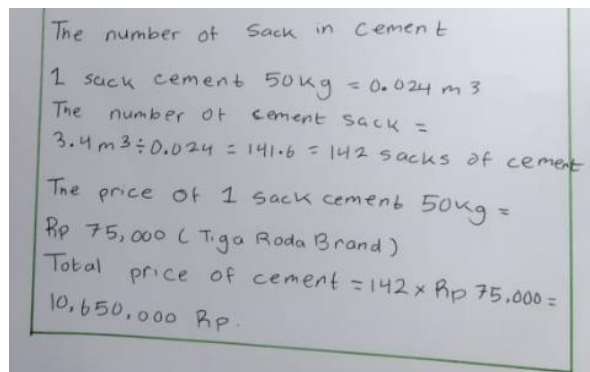 The number of Sack in Cement
1 sack cement 50kg = 0.024 m 3
The number of cement sack =
3.4 m 3 ÷ 0.024 = 141.6 = 142 sacks of cement
The price of 1 sack cement 50kg =
Rp 75,000 ( Tiga Roda Brand )
Total price of cement = 142 x Rp 75,000 =
10,650,000 Rp.